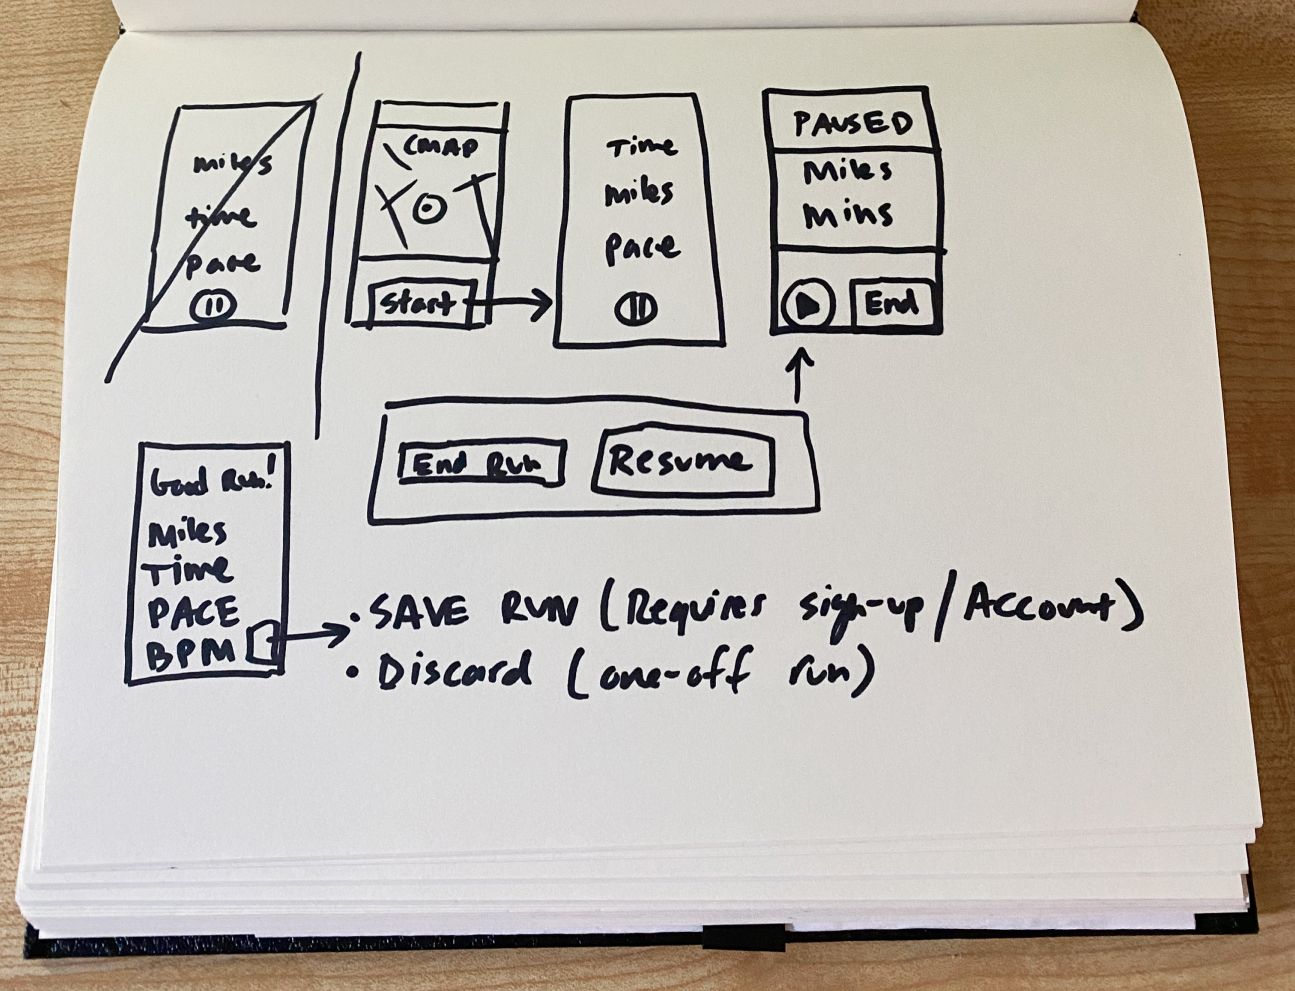 miles
time
pace
MAP
Start
Time
miles
pace
PAUSED
Miles
mins
End
End Run
Resume
Good Run!
Miles
Time
PACE
BPM
• SAVE RUN (Requires sign-up/Account)
• Discard (one-off run)